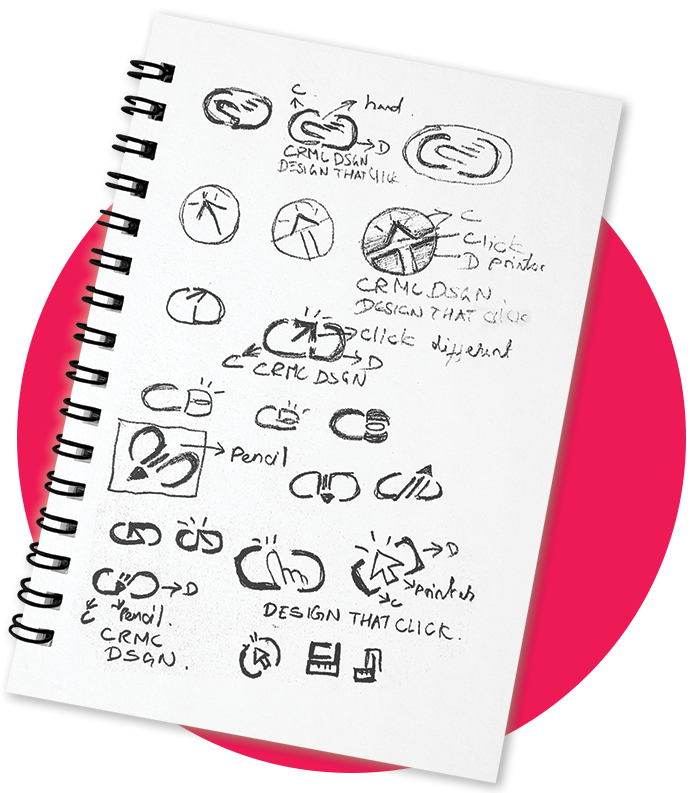 C
hand.
D
CRMC DSGN
DESIGN THAT CLICK
C
Click
D printer
CRMC DSGN.
DESIGN THAT CLICK
Click different
C
D
CRMC DSGN
Pencil
D
D
C
Pencil.
C
DESIGN THAT CLICK.
CRMC
DSGN.